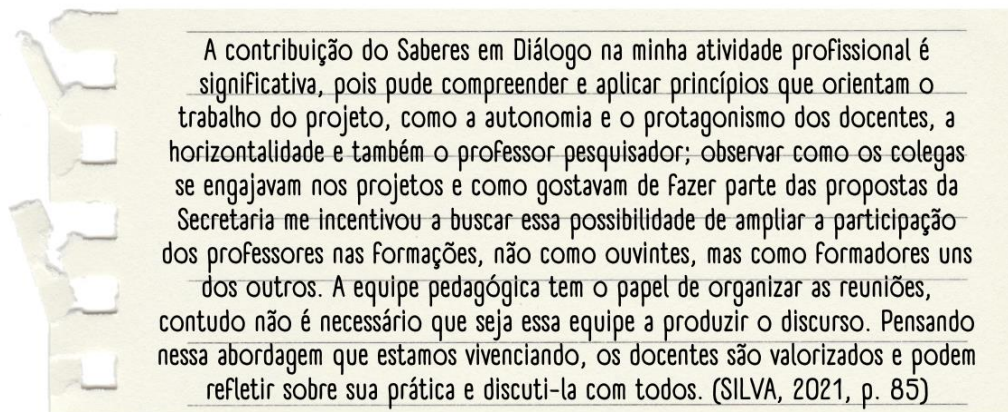 A contribuição do Saberes em Diálogo na minha atividade profissional é
significativa, pois pude compreender e aplicar princípios que orientam o
trabalho do projeto, como a autonomia e o protagonismo dos docentes, a
horizontalidade e também o professor pesquisador; observar como os colegas
se engajavam nos projetos e como gostavam de fazer parte das propostas da
Secretaria me incentivou a buscar essa possibilidade de ampliar a participação
dos professores nas formações, não como ouvintes, mas como formadores uns
dos outros. A equipe pedagógica tem o papel de organizar as reuniões,
contudo não é necessário que seja essa equipe a produzir o discurso. Pensando
nessa abordagem que estamos vivenciando, os docentes são valorizados e podem
refletir sobre sua prática e discuti-la com todos. (SILVA, 2021, p. 85)